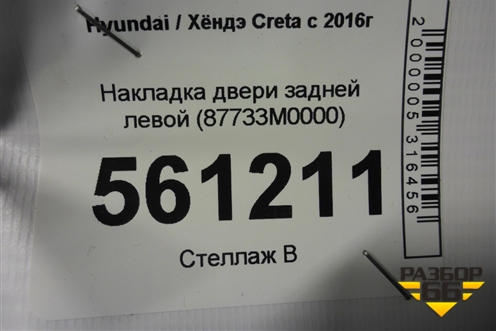 Hyundai / Хёндэ Creta с 2016г
Накладка двери задней
левой (87733M0000)
561211
Стеллаж В
2000005316456
РАЗБОР
66